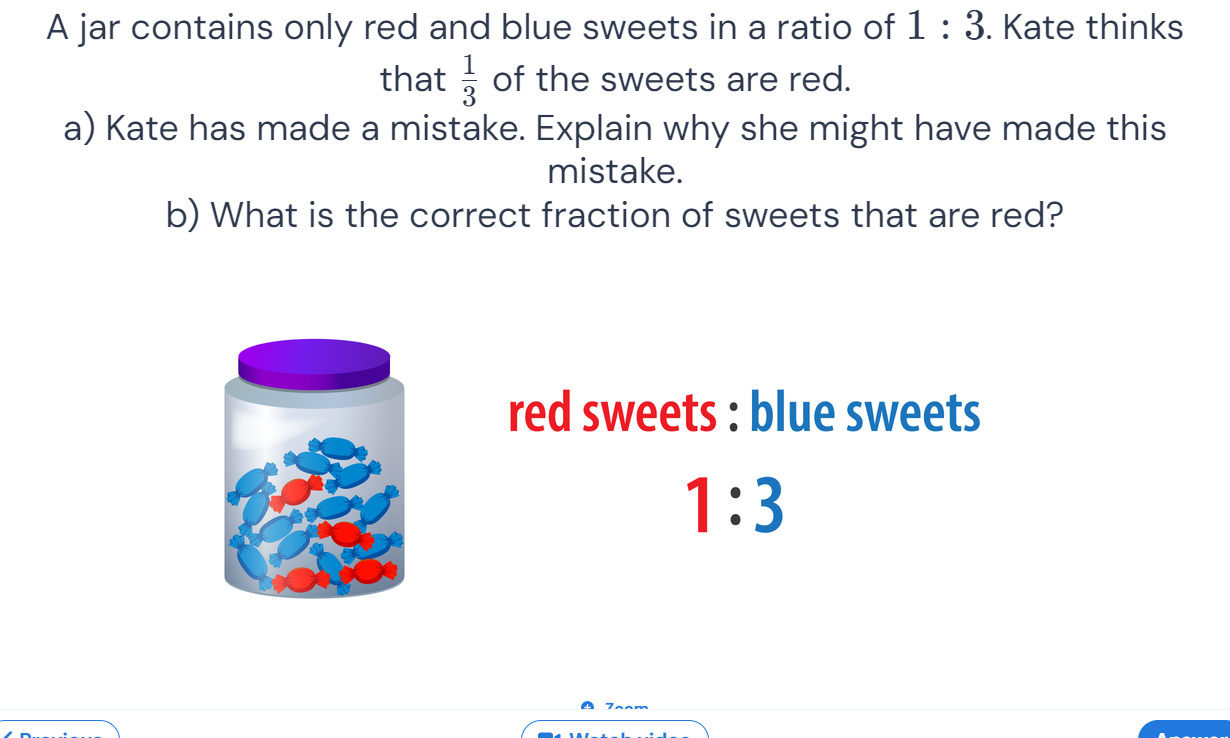 A jar contains only red and blue sweets in a ratio of 1 : 3. Kate thinks
that 1/3 of the sweets are red.
a) Kate has made a mistake. Explain why she might have made this
mistake.
b) What is the correct fraction of sweets that are red?
red sweets : blue sweets
1 : 3
Zoom
Previous
Watch video
Answer